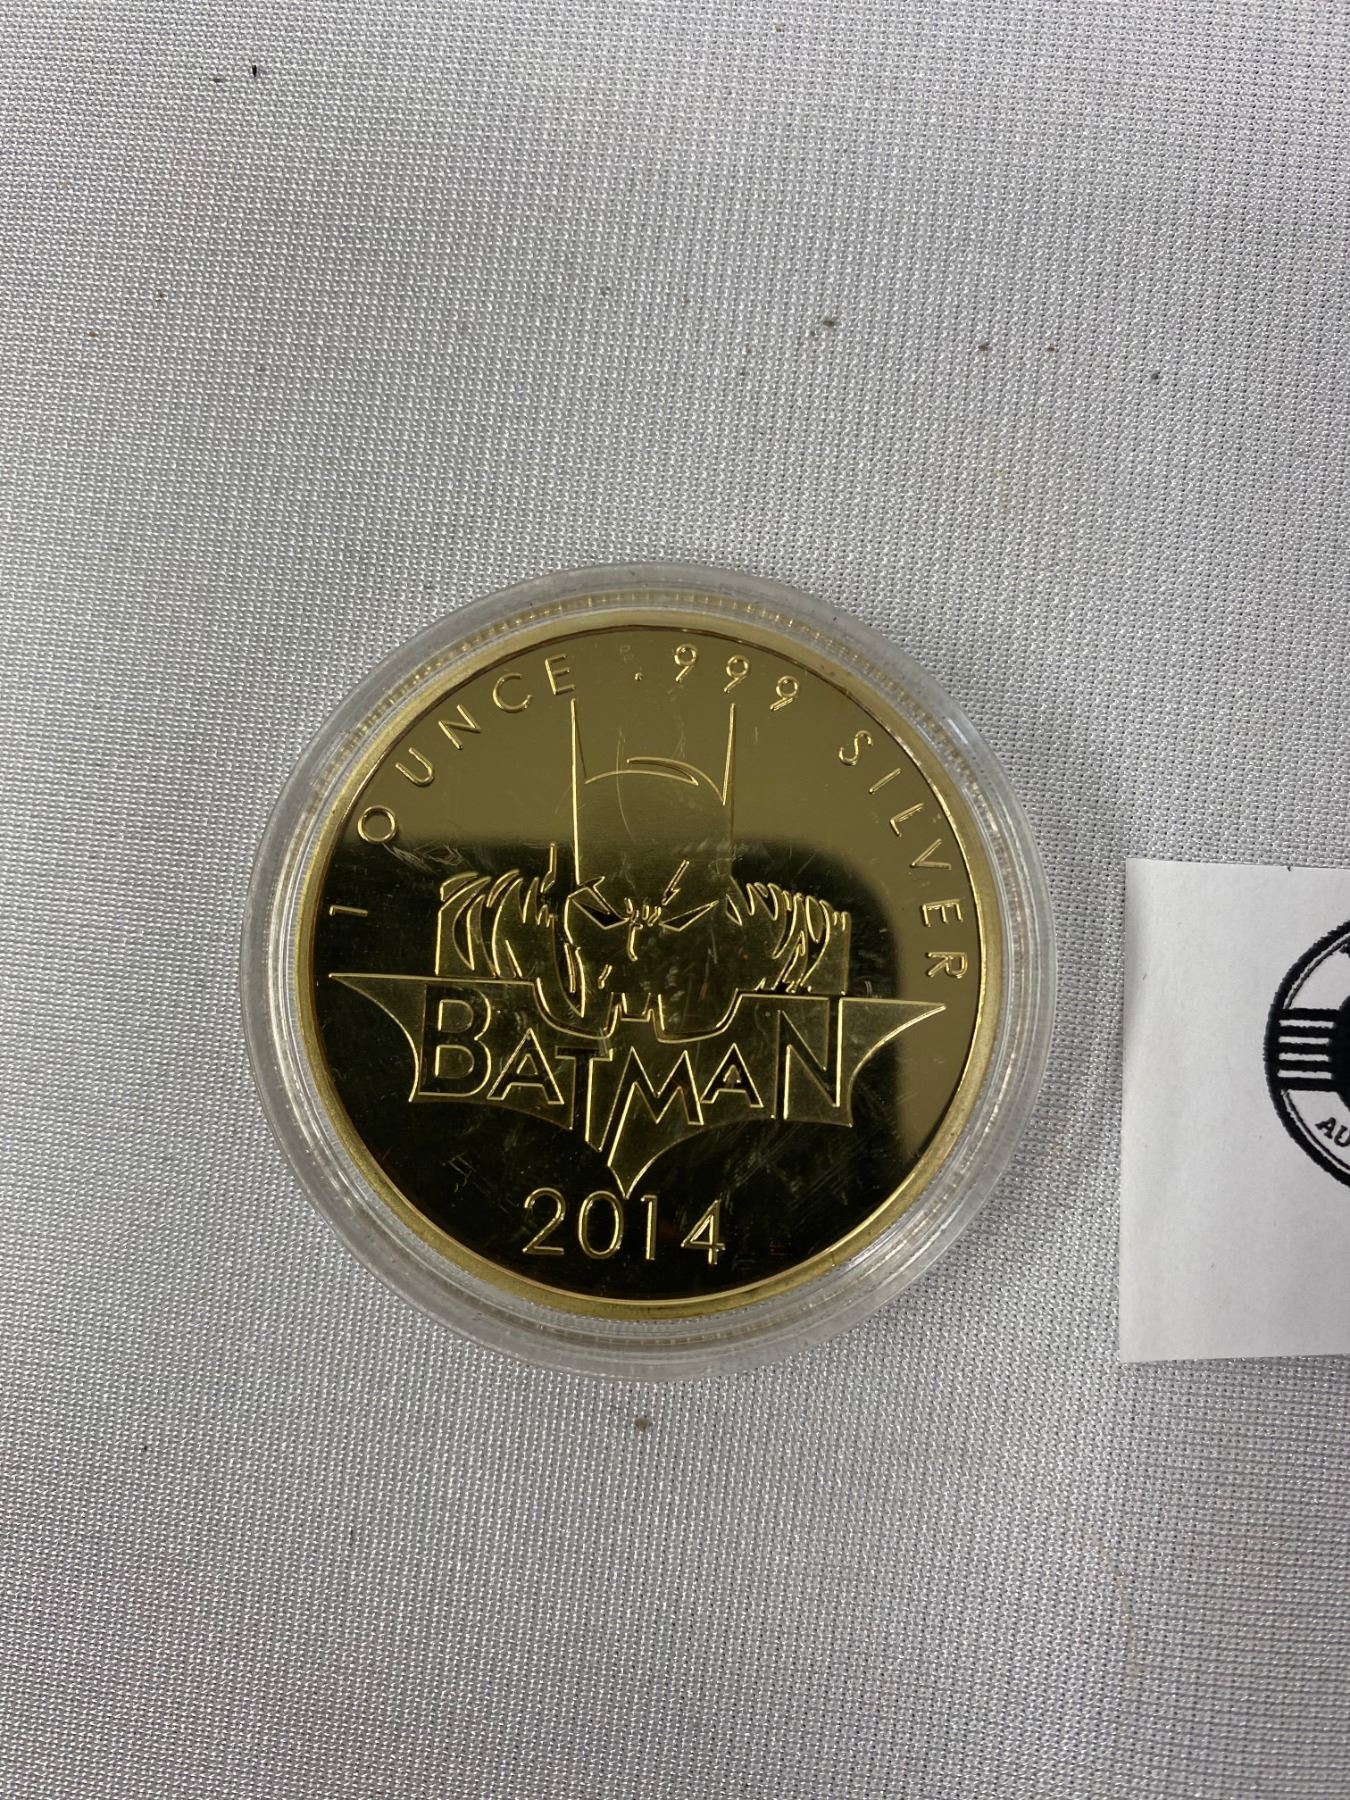 1 OUNCE .999 SILVER
BATMAN
2014